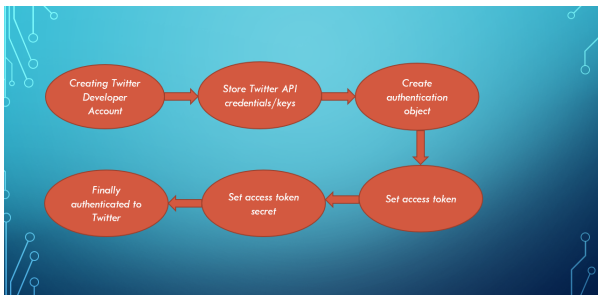 Creating Twitter
Developer
Account
Store Twitter API
credentials/keys
Create
authentication
object
Set access token
Set access token
secret
Finally
authenticated to
Twitter